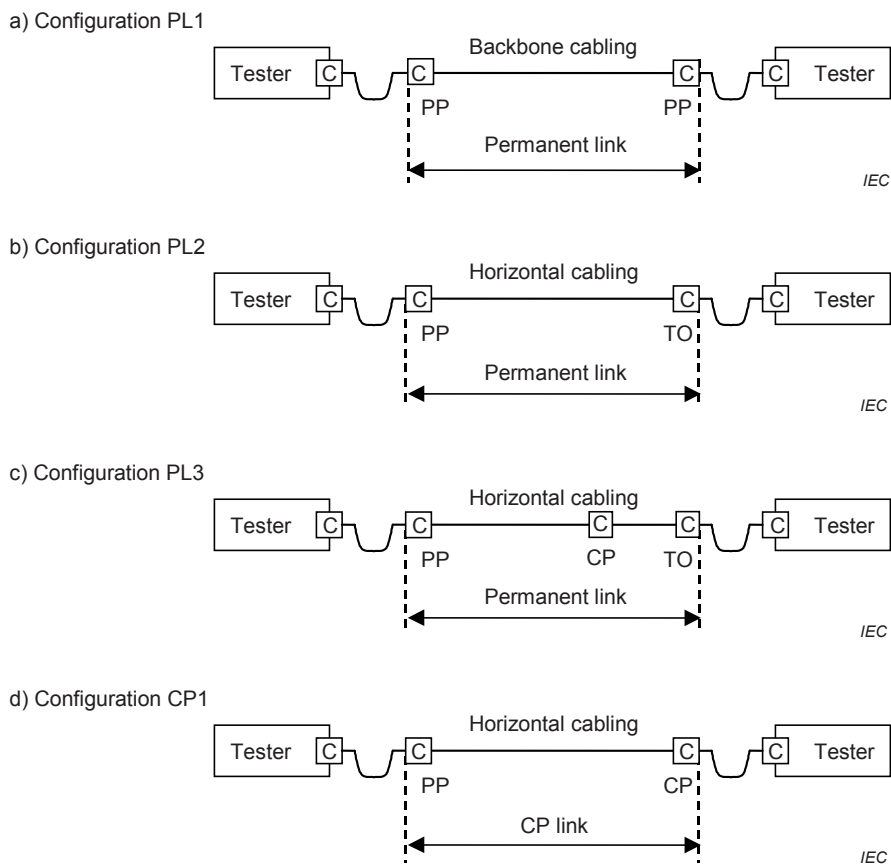 a) Configuration PL1
Backbone cabling
Tester C C C C Tester
PP PP
Permanent link
IEC
b) Configuration PL2
Horizontal cabling
Tester C C C C Tester
PP TO
Permanent link
IEC
c) Configuration PL3
Horizontal cabling
Tester C C C C C Tester
PP CP TO
Permanent link
IEC
d) Configuration CP1
Horizontal cabling
Tester C C C C Tester
PP CP
CP link
IEC